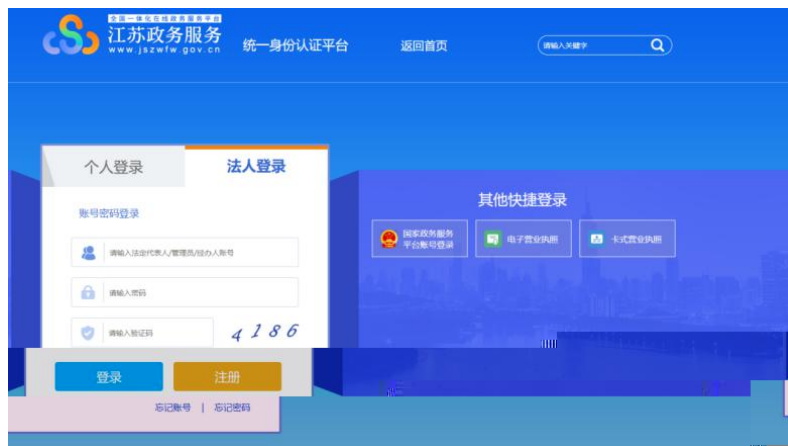 全国一体化在线政务服务平台
江苏政务服务
www.jszwfw.gov.cn
统一身份认证平台
返回首页
请输入关键字
个人登录
法人登录
账号密码登录
请输入法定代表人/管理员/经办人账号
请输入密码
请输入验证码
4186
登录
注册
忘记账号 | 忘记密码
其他快捷登录
国家政务服务
平台账号登录
电子营业执照
卡式营业执照